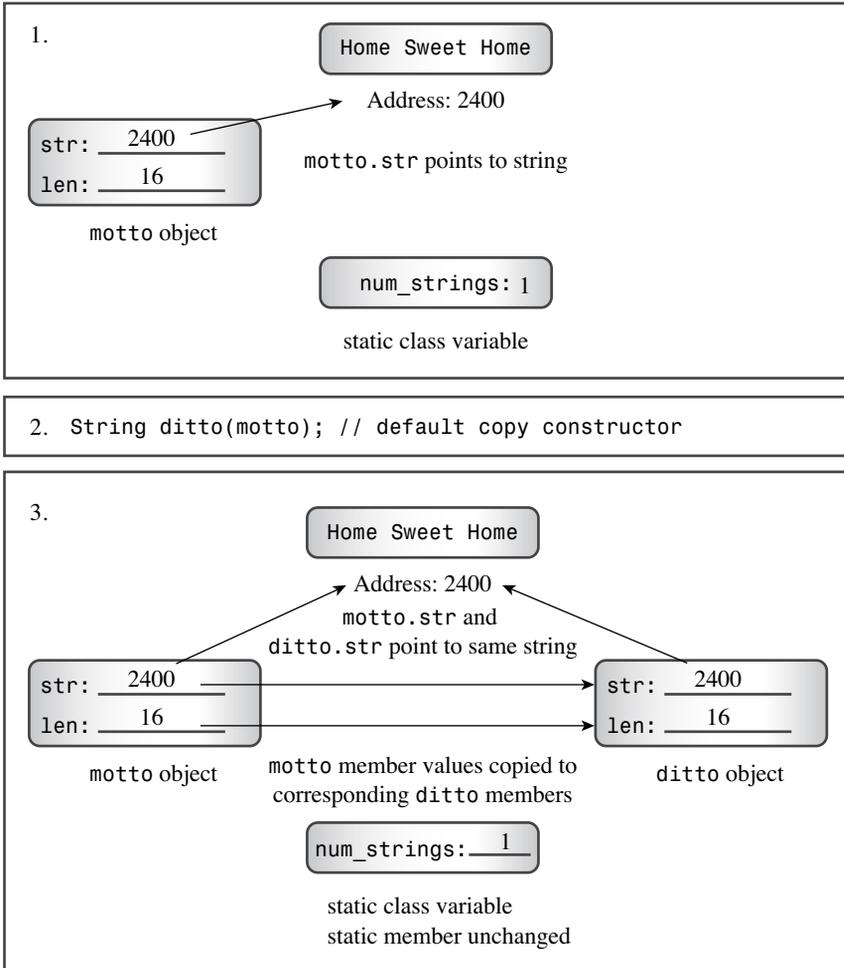 1.
Home Sweet Home
Address: 2400
str: 2400
motto.str points to string
len: 16
motto object
num_strings: 1
static class variable
2. String ditto(motto); // default copy constructor
3.
Home Sweet Home
Address: 2400
motto.str and
ditto.str point to same string
str: 2400
len: 16
motto object
str: 2400
len: 16
ditto object
motto member values copied to
corresponding ditto members
num_strings: 1
static class variable
static member unchanged